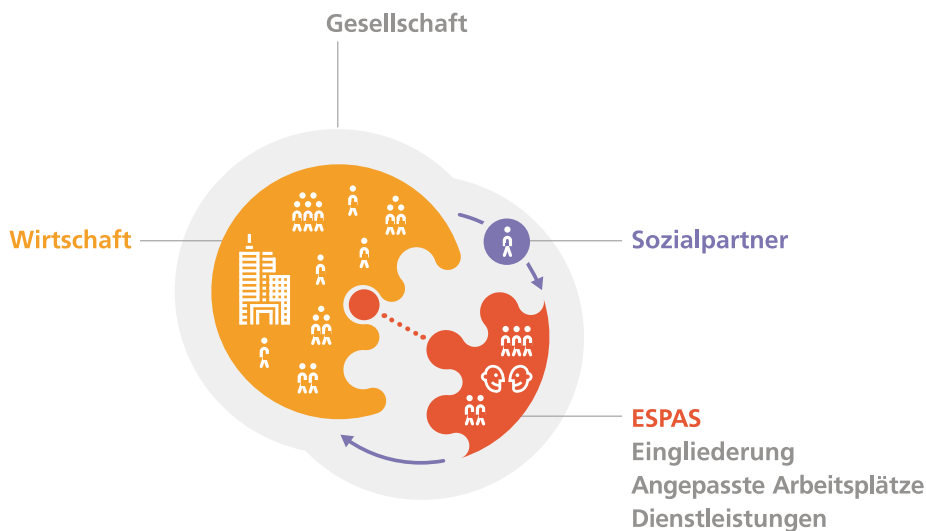 Gesellschaft
Wirtschaft
Sozialpartner
ESPAS
Eingliederung
Angepasste Arbeitsplätze
Dienstleistungen